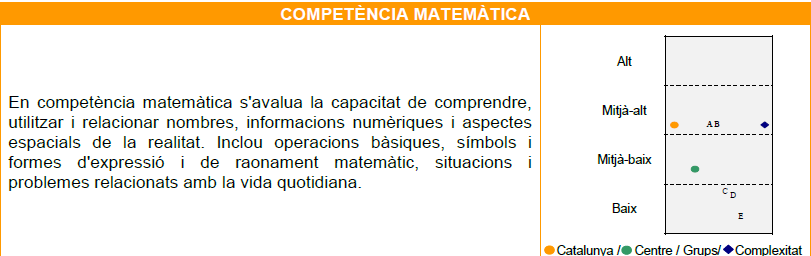 COMPETÈNCIA MATEMÀTICA
En competència matemàtica s'avalua la capacitat de comprendre,
utilitzar i relacionar nombres, informacions numèriques i aspectes
espacials de la realitat. Inclou operacions bàsiques, símbols i
formes d'expressió i de raonament matemàtic, situacions i
problemes relacionats amb la vida quotidiana.
Alt
Mitjà-alt
A B
Mitjà-baix
C D
Baix
E
Catalunya / Centre / Grups/ Complexitat